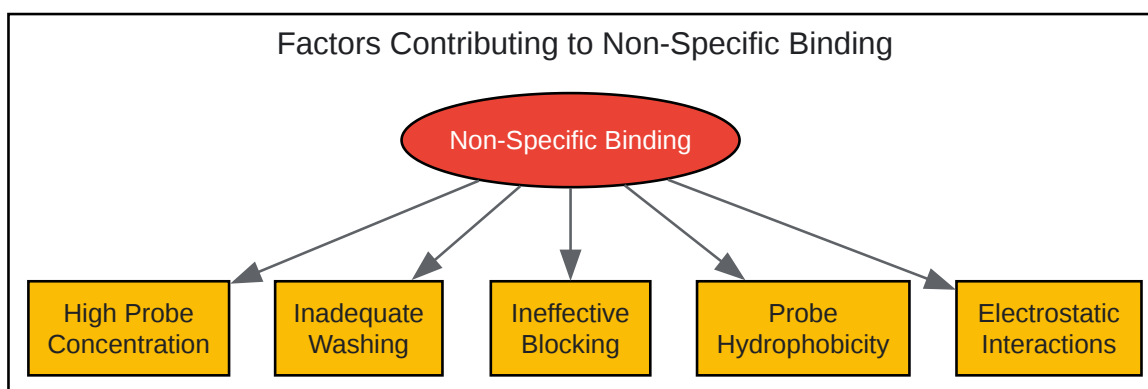 Factors Contributing to Non-Specific Binding
Non-Specific Binding
High Probe
Concentration
Inadequate
Washing
Ineffective
Blocking
Probe
Hydrophobicity
Electrostatic
Interactions